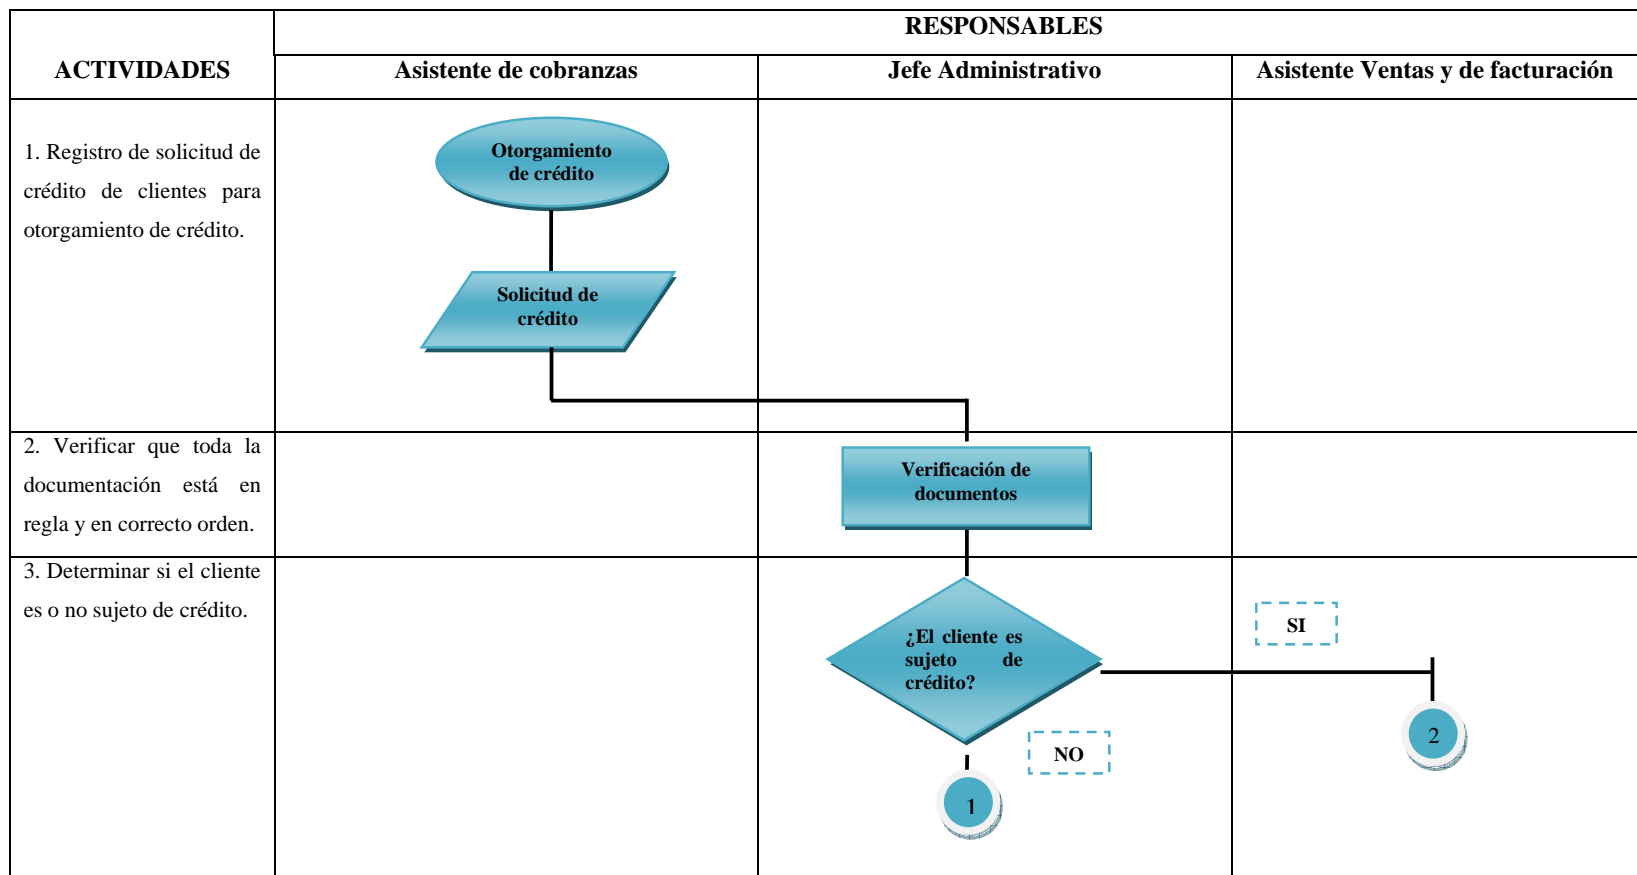 RESPONSABLES
ACTIVIDADES
Asistente de cobranzas
Jefe Administrativo
Asistente Ventas y de facturación
1. Registro de solicitud de
crédito de clientes para
otorgamiento de crédito.
Otorgamiento
de crédito
Solicitud de
crédito
2. Verificar que toda la
documentación está en
regla y en correcto orden.
Verificación de
documentos
3. Determinar si el cliente
es o no sujeto de crédito.
¿El cliente es
sujeto de
crédito?
SI
2
NO
1